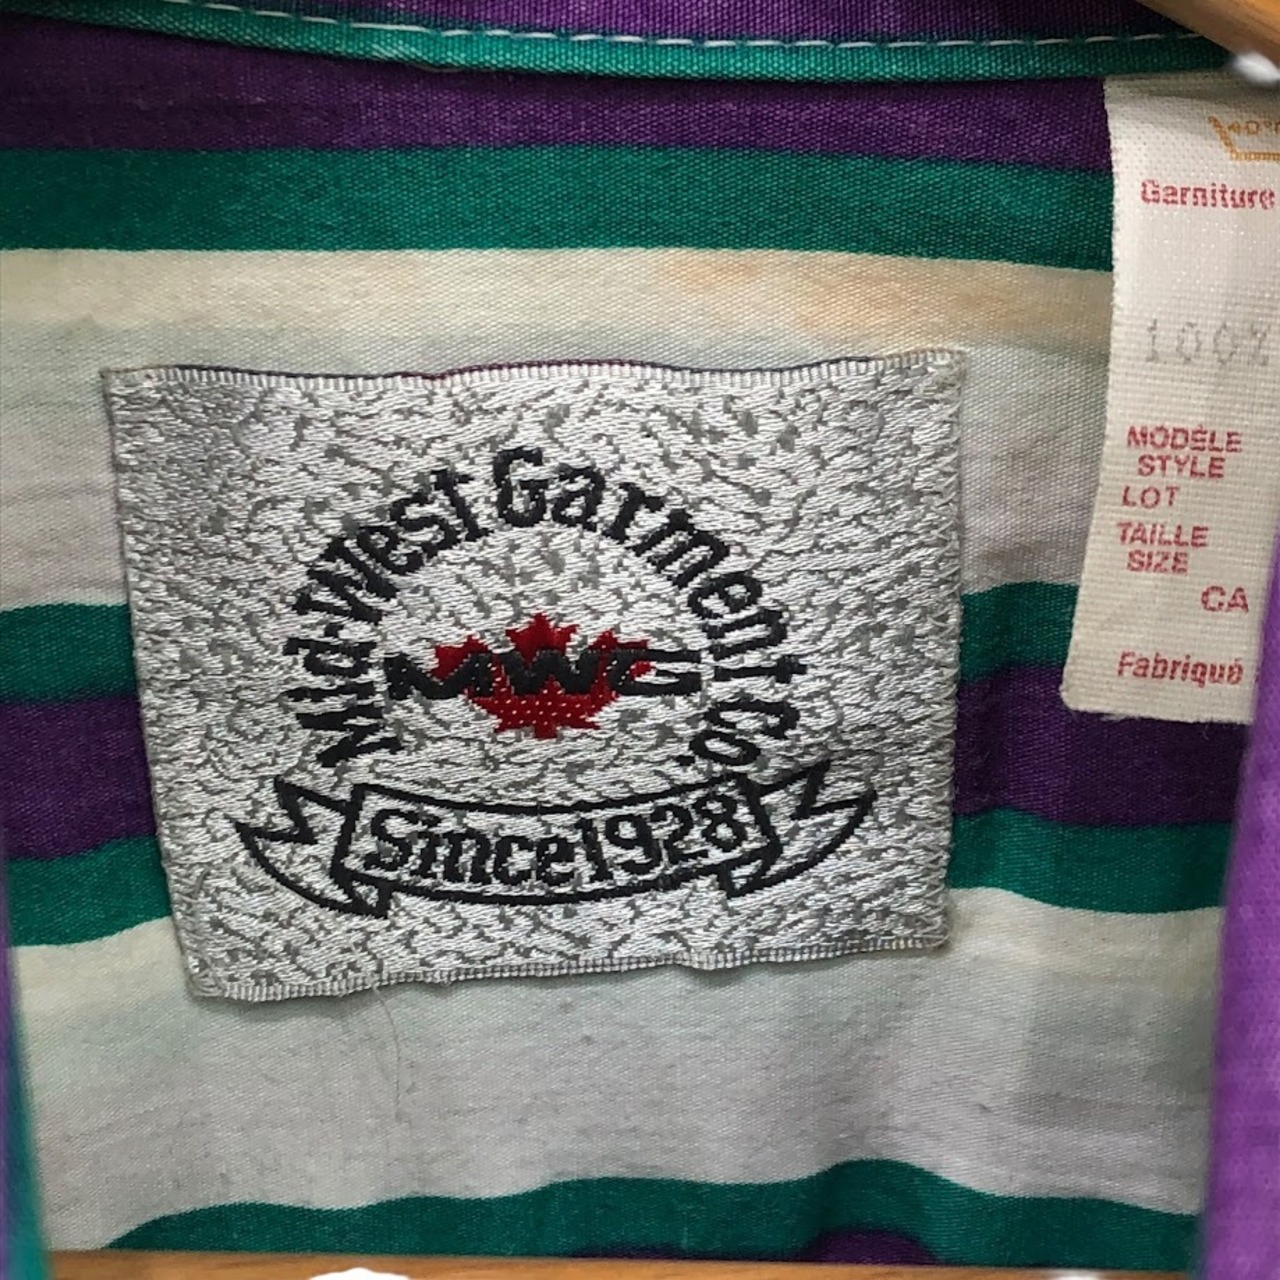 Mid-West Garment Co.
MWG
Since 1928
Garniture
100%
MODÈLE
STYLE
LOT
TAILLE
SIZE
CA
Fabriqué